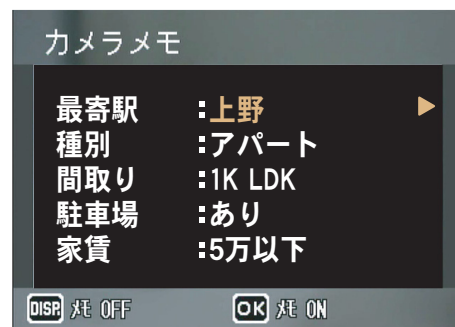 カメラメモ
最寄駅 :上野
種別 :アパート
間取り :1K LDK
駐車場 :あり
家賃 :5万以下
DISP. メモ OFF OK メモ ON